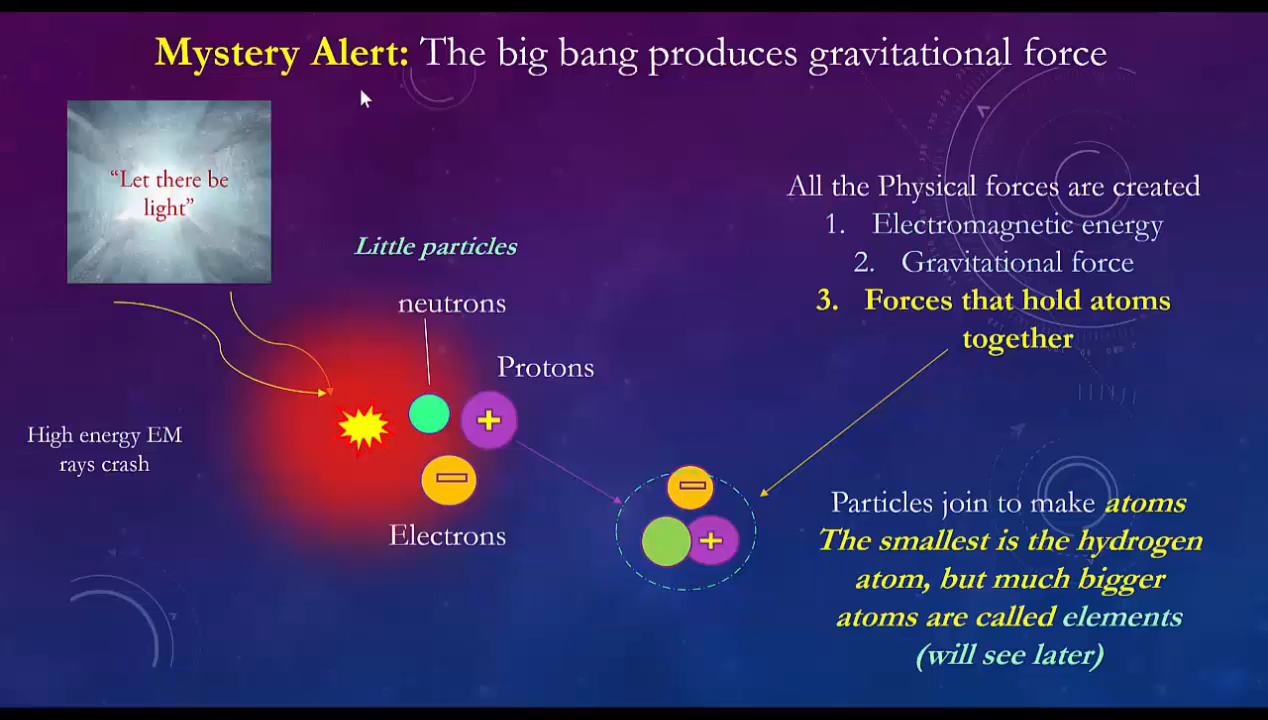 Mystery Alert: The big bang produces gravitational force
“Let there be
light”
Little particles
neutrons
Protons
+
High energy EM
rays crash
Electrons
+
All the Physical forces are created
1. Electromagnetic energy
2. Gravitational force
3. Forces that hold atoms
together
Particles join to make atoms
The smallest is the hydrogen
atom, but much bigger
atoms are called elements
(will see later)